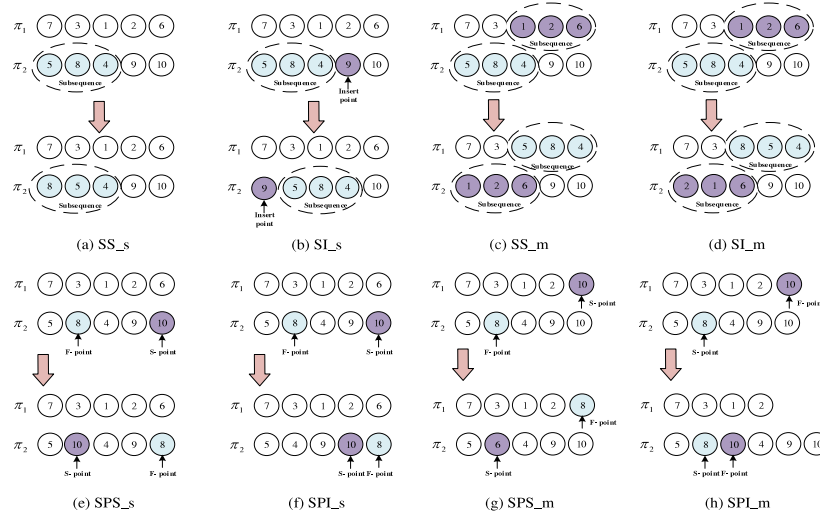 π1 7 3 1 2 6
π2 5 8 4 9 10
Subsequence
π1 7 3 1 2 6
π2 8 5 4 9 10
Subsequence
(a) SS_s
π1 7 3 1 2 6
π2 5 8 4 9 10
Subsequence
Insert
point
π1 7 3 1 2 6
π2 9 5 8 4 10
Subsequence
Insert
point
(b) SI_s
π1 7 3 1 2 6
Subsequence
π2 5 8 4 9 10
Subsequence
π1 7 3 5 8 4
Subsequence
π2 1 2 6 9 10
Subsequence
(c) SS_m
π1 7 3 1 2 6
Subsequence
π2 5 8 4 9 10
Subsequence
π1 7 3 8 5 4
Subsequence
π2 2 1 6 9 10
Subsequence
(d) SI_m
π1 7 3 1 2 6
π2 5 8 4 9 10
F- point S- point
π1 7 3 1 2 6
π2 5 10 4 9 8
S- point F- point
(e) SPS_s
π1 7 3 1 2 6
π2 5 8 4 9 10
F- point S- point
π1 7 3 1 2 6
π2 5 4 9 10 8
S- point F- point
(f) SPI_s
π1 7 3 1 2 10
S- point
π2 5 8 4 9 10
F- point
π1 7 3 1 2 8
F- point
π2 5 6 4 9 10
S- point
(g) SPS_m
π1 7 3 1 2 10
F- point
π2 5 8 4 9 10
S- point
π1 7 3 1 2
π2 5 8 10 4 9 10
S- point F- point
(h) SPI_m